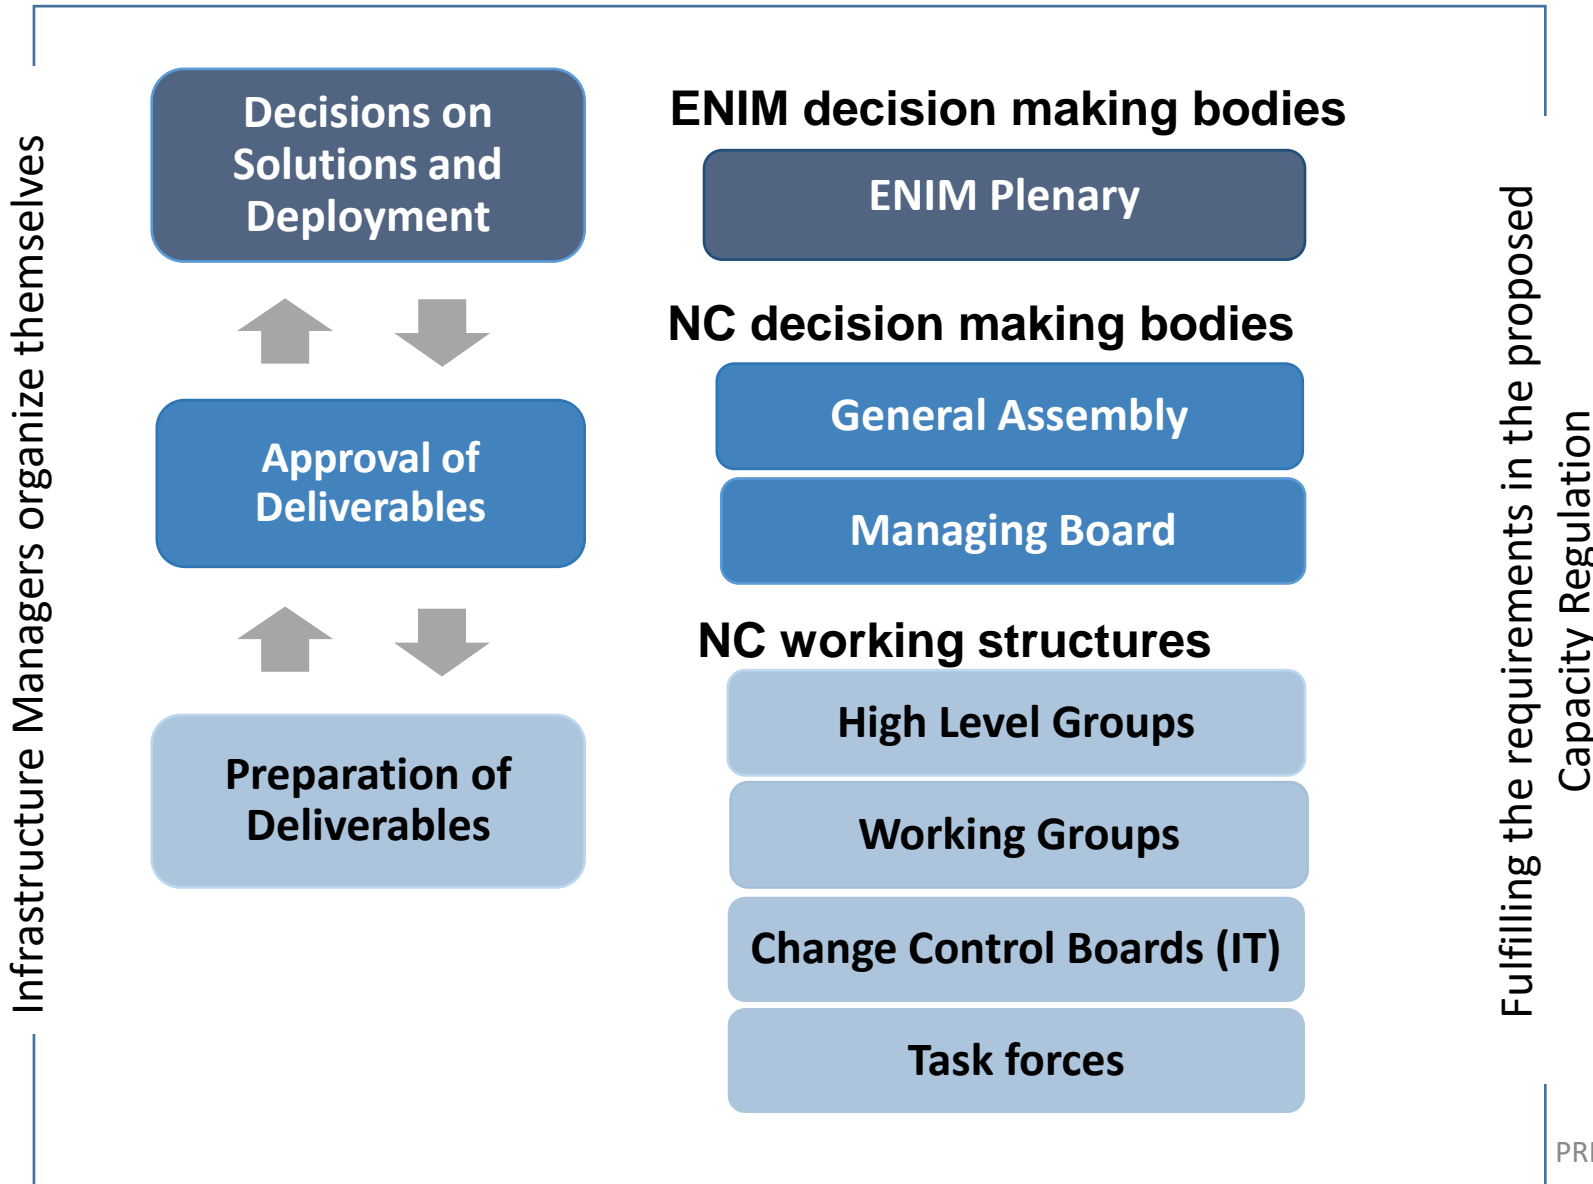 Infrastructure Managers organize themselves
Decisions on
Solutions and
Deployment
Approval of
Deliverables
Preparation of
Deliverables
ENIM decision making bodies
ENIM Plenary
NC decision making bodies
General Assembly
Managing Board
NC working structures
High Level Groups
Working Groups
Change Control Boards (IT)
Task forces
Fulfilling the requirements in the proposed
Capacity Regulation